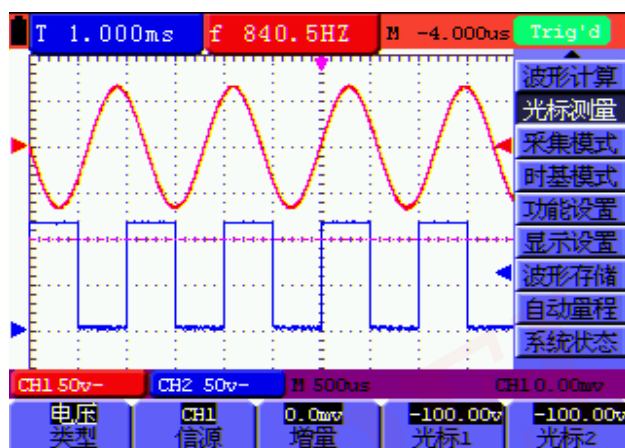 T 1.000ms f 840.5HZ M -4.000us Trig'd
波形计算
光标测量
采集模式
时基模式
功能设置
显示设置
波形存储
自动量程
系统状态
CH1 50v- CH2 50v- M 500us CH1 0.00mv
电压 CH1 0.0mv -100.00v -100.00v
类型 信源 增量 光标1 光标2